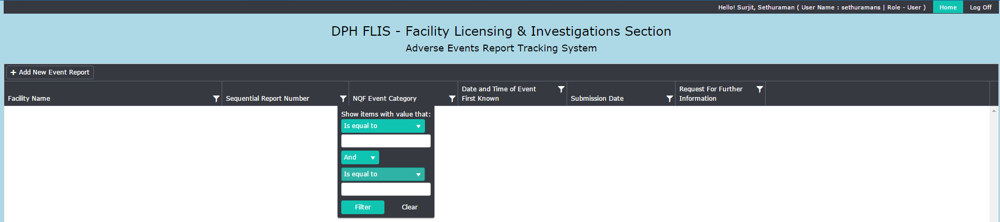 Hello! Surjit, Sethuraman ( User Name : sethuramans | Role - User ) Home Log Off
DPH FLIS - Facility Licensing & Investigations Section
Adverse Events Report Tracking System
+ Add New Event Report
Facility Name
Sequential Report Number
NQF Event Category
Date and Time of Event
First Known
Submission Date
Request For Further
Information
Show items with value that:
Is equal to
And
Is equal to
Filter Clear